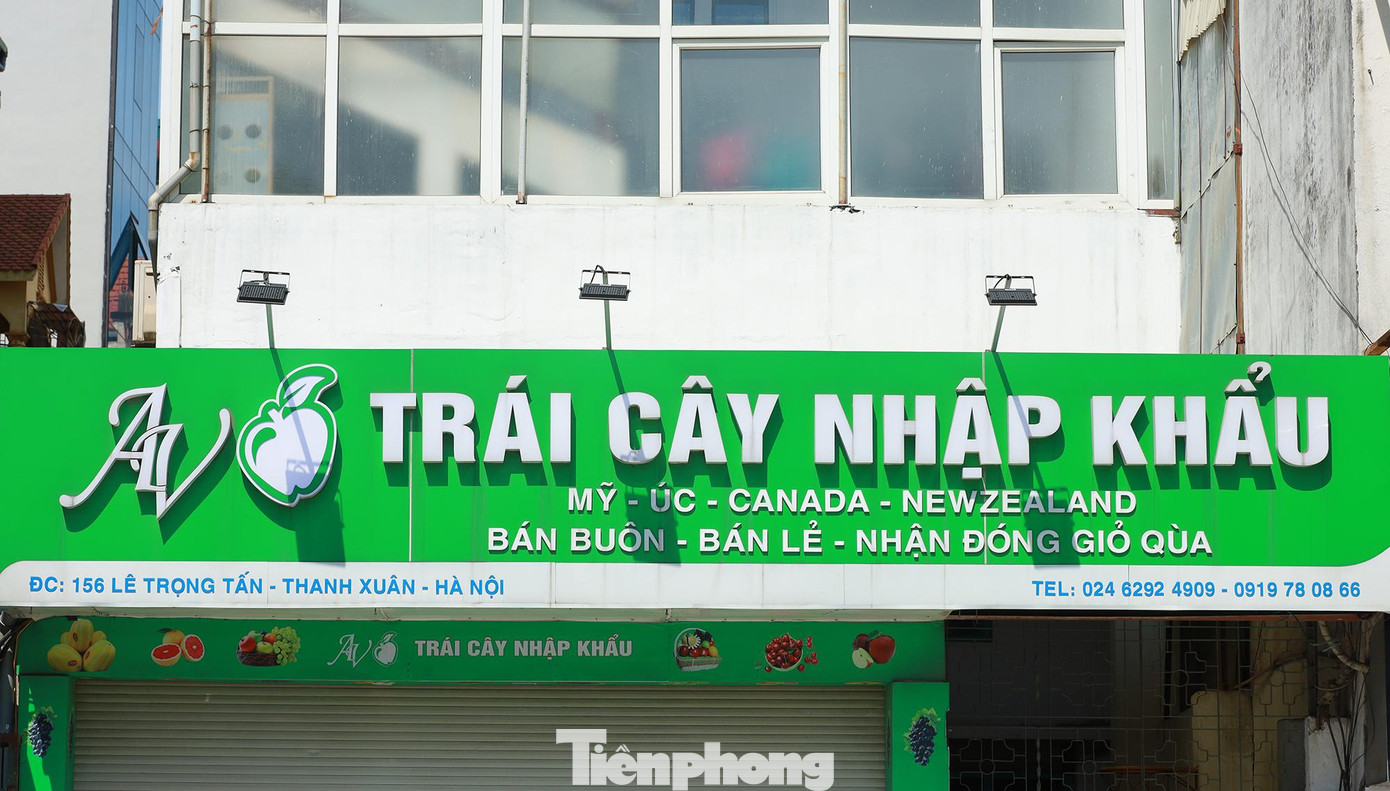 AV TRÁI CÂY NHẬP KHẨU
MỸ - ÚC - CANADA - NEWZEALAND
BÁN BUÔN - BÁN LẺ - NHẬN ĐÓNG GIỎ QÙA
ĐC: 156 LÊ TRỌNG TẤN - THANH XUÂN - HÀ NỘI
TEL: 024 6292 4909 - 0919 78 08 66
AV TRÁI CÂY NHẬP KHẨU
Tiềnphong